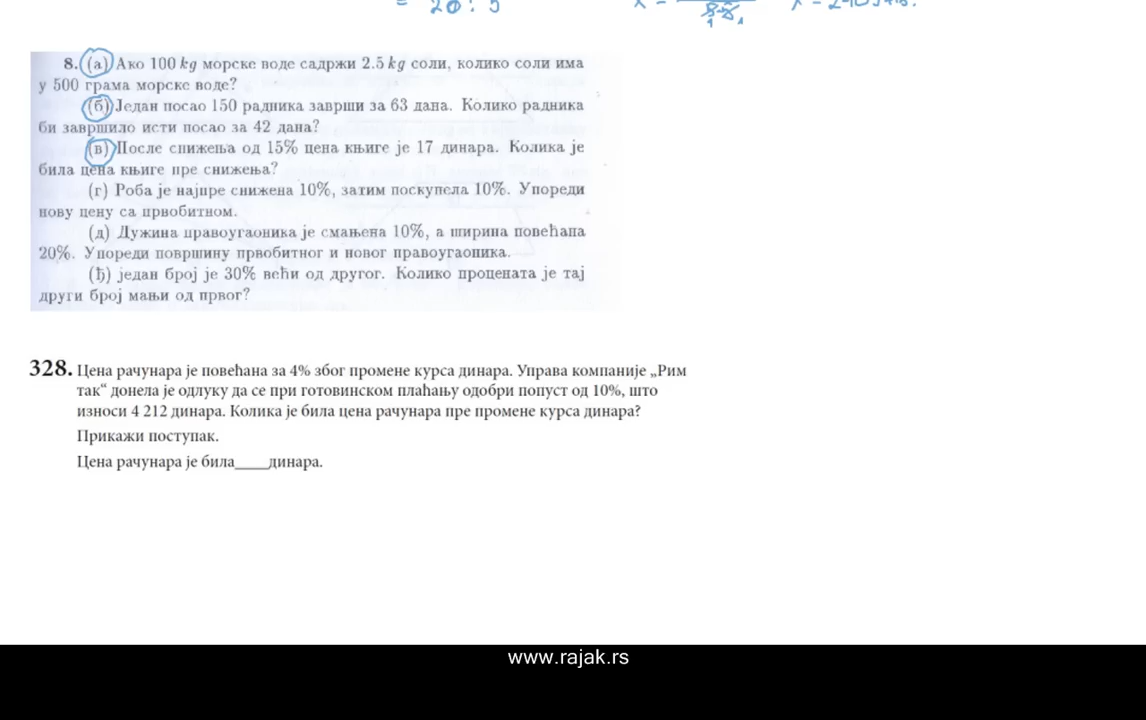 = 20 : 5
8. (а) Ако 100 kg морске воде садржи 2.5 kg соли, колико соли има
у 500 грама морске воде?
(б) Један посао 150 радника заврши за 63 дана. Колико радника
би завршило исти посао за 42 дана?
(в) После снижења од 15% цена књиге је 17 динара. Колика је
била цена књиге пре снижења?
(г) Роба је најпре снижена 10%, затим поскупела 10%. Упореди
нову цену са првобитном.
(д) Дужина правоугаоника је смањена 10%, а ширина повећана
20%. Упореди површину првобитног и новог правоугаоника.
(ђ) један број је 30% већи од другог. Колико процената је тај
други број мањи од првог?
328. Цена рачунара је повећана за 4% због промене курса динара. Управа компаније „Рим
так“ донела је одлуку да се при готовинском плаћању одобри попуст од 10%, што
износи 4 212 динара. Колика је била цена рачунара пре промене курса динара?
Прикажи поступак.
Цена рачунара је била____динара.
www.rajak.rs